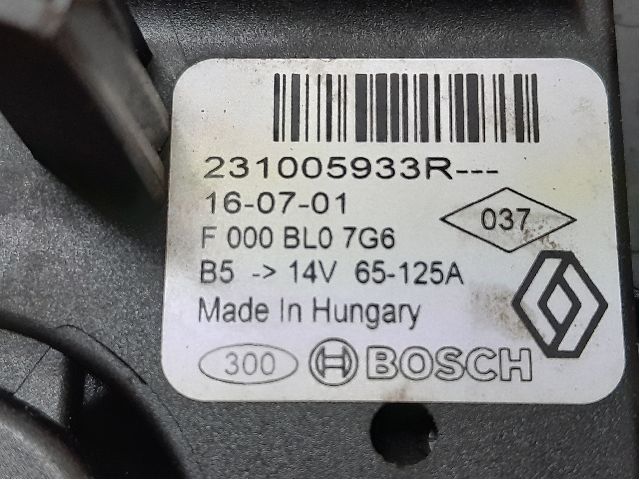 231005933R---
16-07-01
037
F 000 BL0 7G6
B5 -> 14V 65-125A
Made In Hungary
300 BOSCH